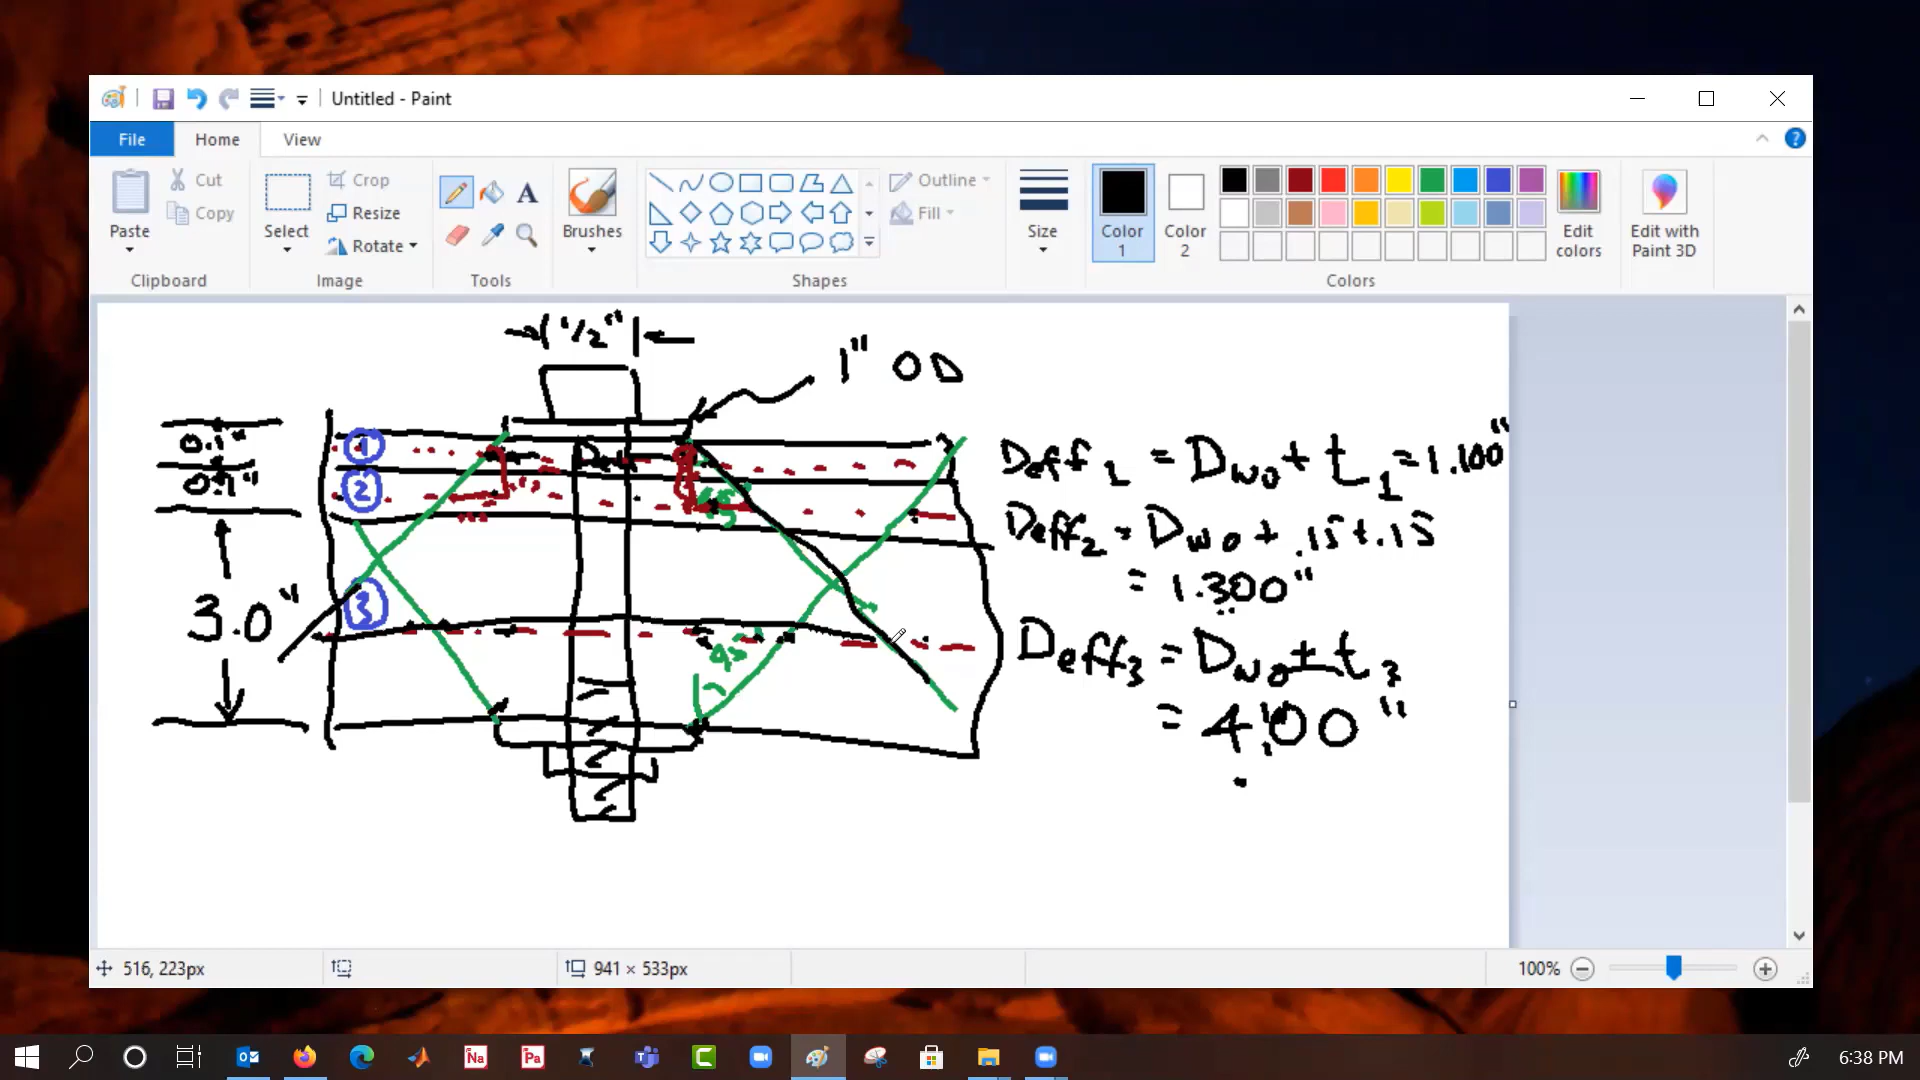 Untitled - Paint
File
Home
View
Paste
Cut
Copy
Clipboard
Select
Crop
Resize
Rotate
Image
A
Tools
Brushes
Shapes
Outline
Fill
Size
Color 1
Color 2
Edit colors
Edit with Paint 3D
Colors
1/2"
1" OD
0.1"
0.1"
3.0"
1
2
3
Deff
45
45
Deff1 = Dwo + t1 = 1.100"
Deff2 = Dwo + .15 + .15
= 1.300"
Deff3 = Dwo + t3
= 4.00"
516, 223px
941 × 533px
100%
Na
Pa
6:38 PM